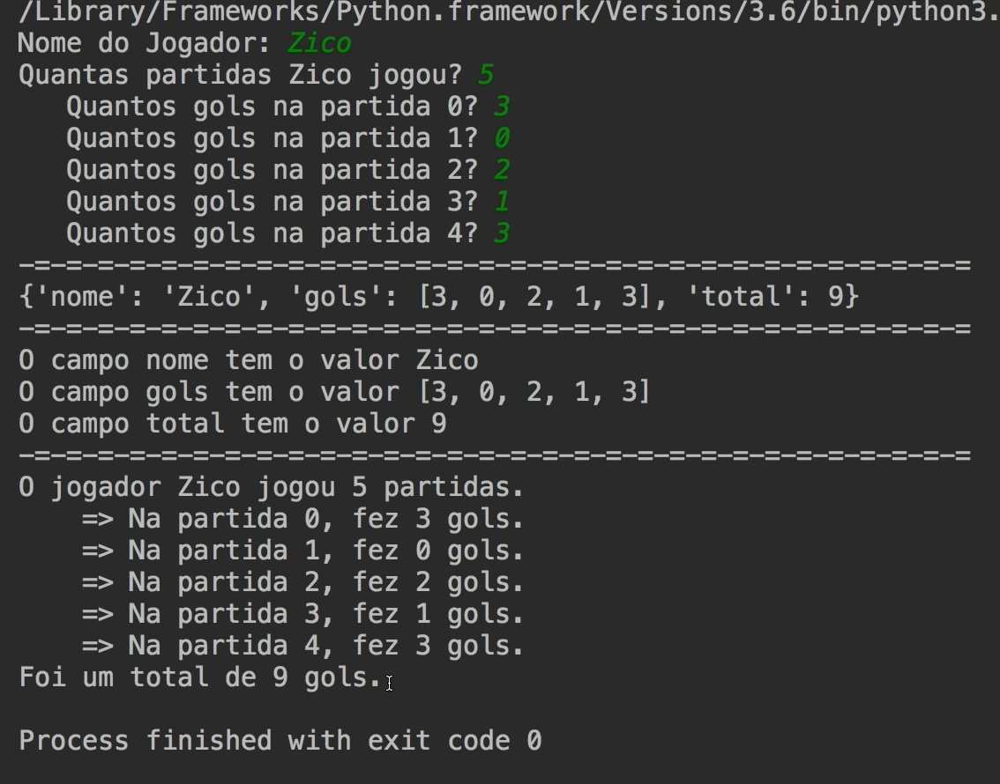 /Library/Frameworks/Python.framework/Versions/3.6/bin/python3.
Nome do Jogador: Zico
Quantas partidas Zico jogou? 5
   Quantos gols na partida 0? 3
   Quantos gols na partida 1? 0
   Quantos gols na partida 2? 2
   Quantos gols na partida 3? 1
   Quantos gols na partida 4? 3
-=-=-=-=-=-=-=-=-=-=-=-=-=-=-=-=-=-=-=-=-=-=-=-=-=-=-=-=-=-=
{'nome': 'Zico', 'gols': [3, 0, 2, 1, 3], 'total': 9}
-=-=-=-=-=-=-=-=-=-=-=-=-=-=-=-=-=-=-=-=-=-=-=-=-=-=-=-=-=-=
O campo nome tem o valor Zico
O campo gols tem o valor [3, 0, 2, 1, 3]
O campo total tem o valor 9
-=-=-=-=-=-=-=-=-=-=-=-=-=-=-=-=-=-=-=-=-=-=-=-=-=-=-=-=-=-=
O jogador Zico jogou 5 partidas.
    => Na partida 0, fez 3 gols.
    => Na partida 1, fez 0 gols.
    => Na partida 2, fez 2 gols.
    => Na partida 3, fez 1 gols.
    => Na partida 4, fez 3 gols.
Foi um total de 9 gols.
Process finished with exit code 0